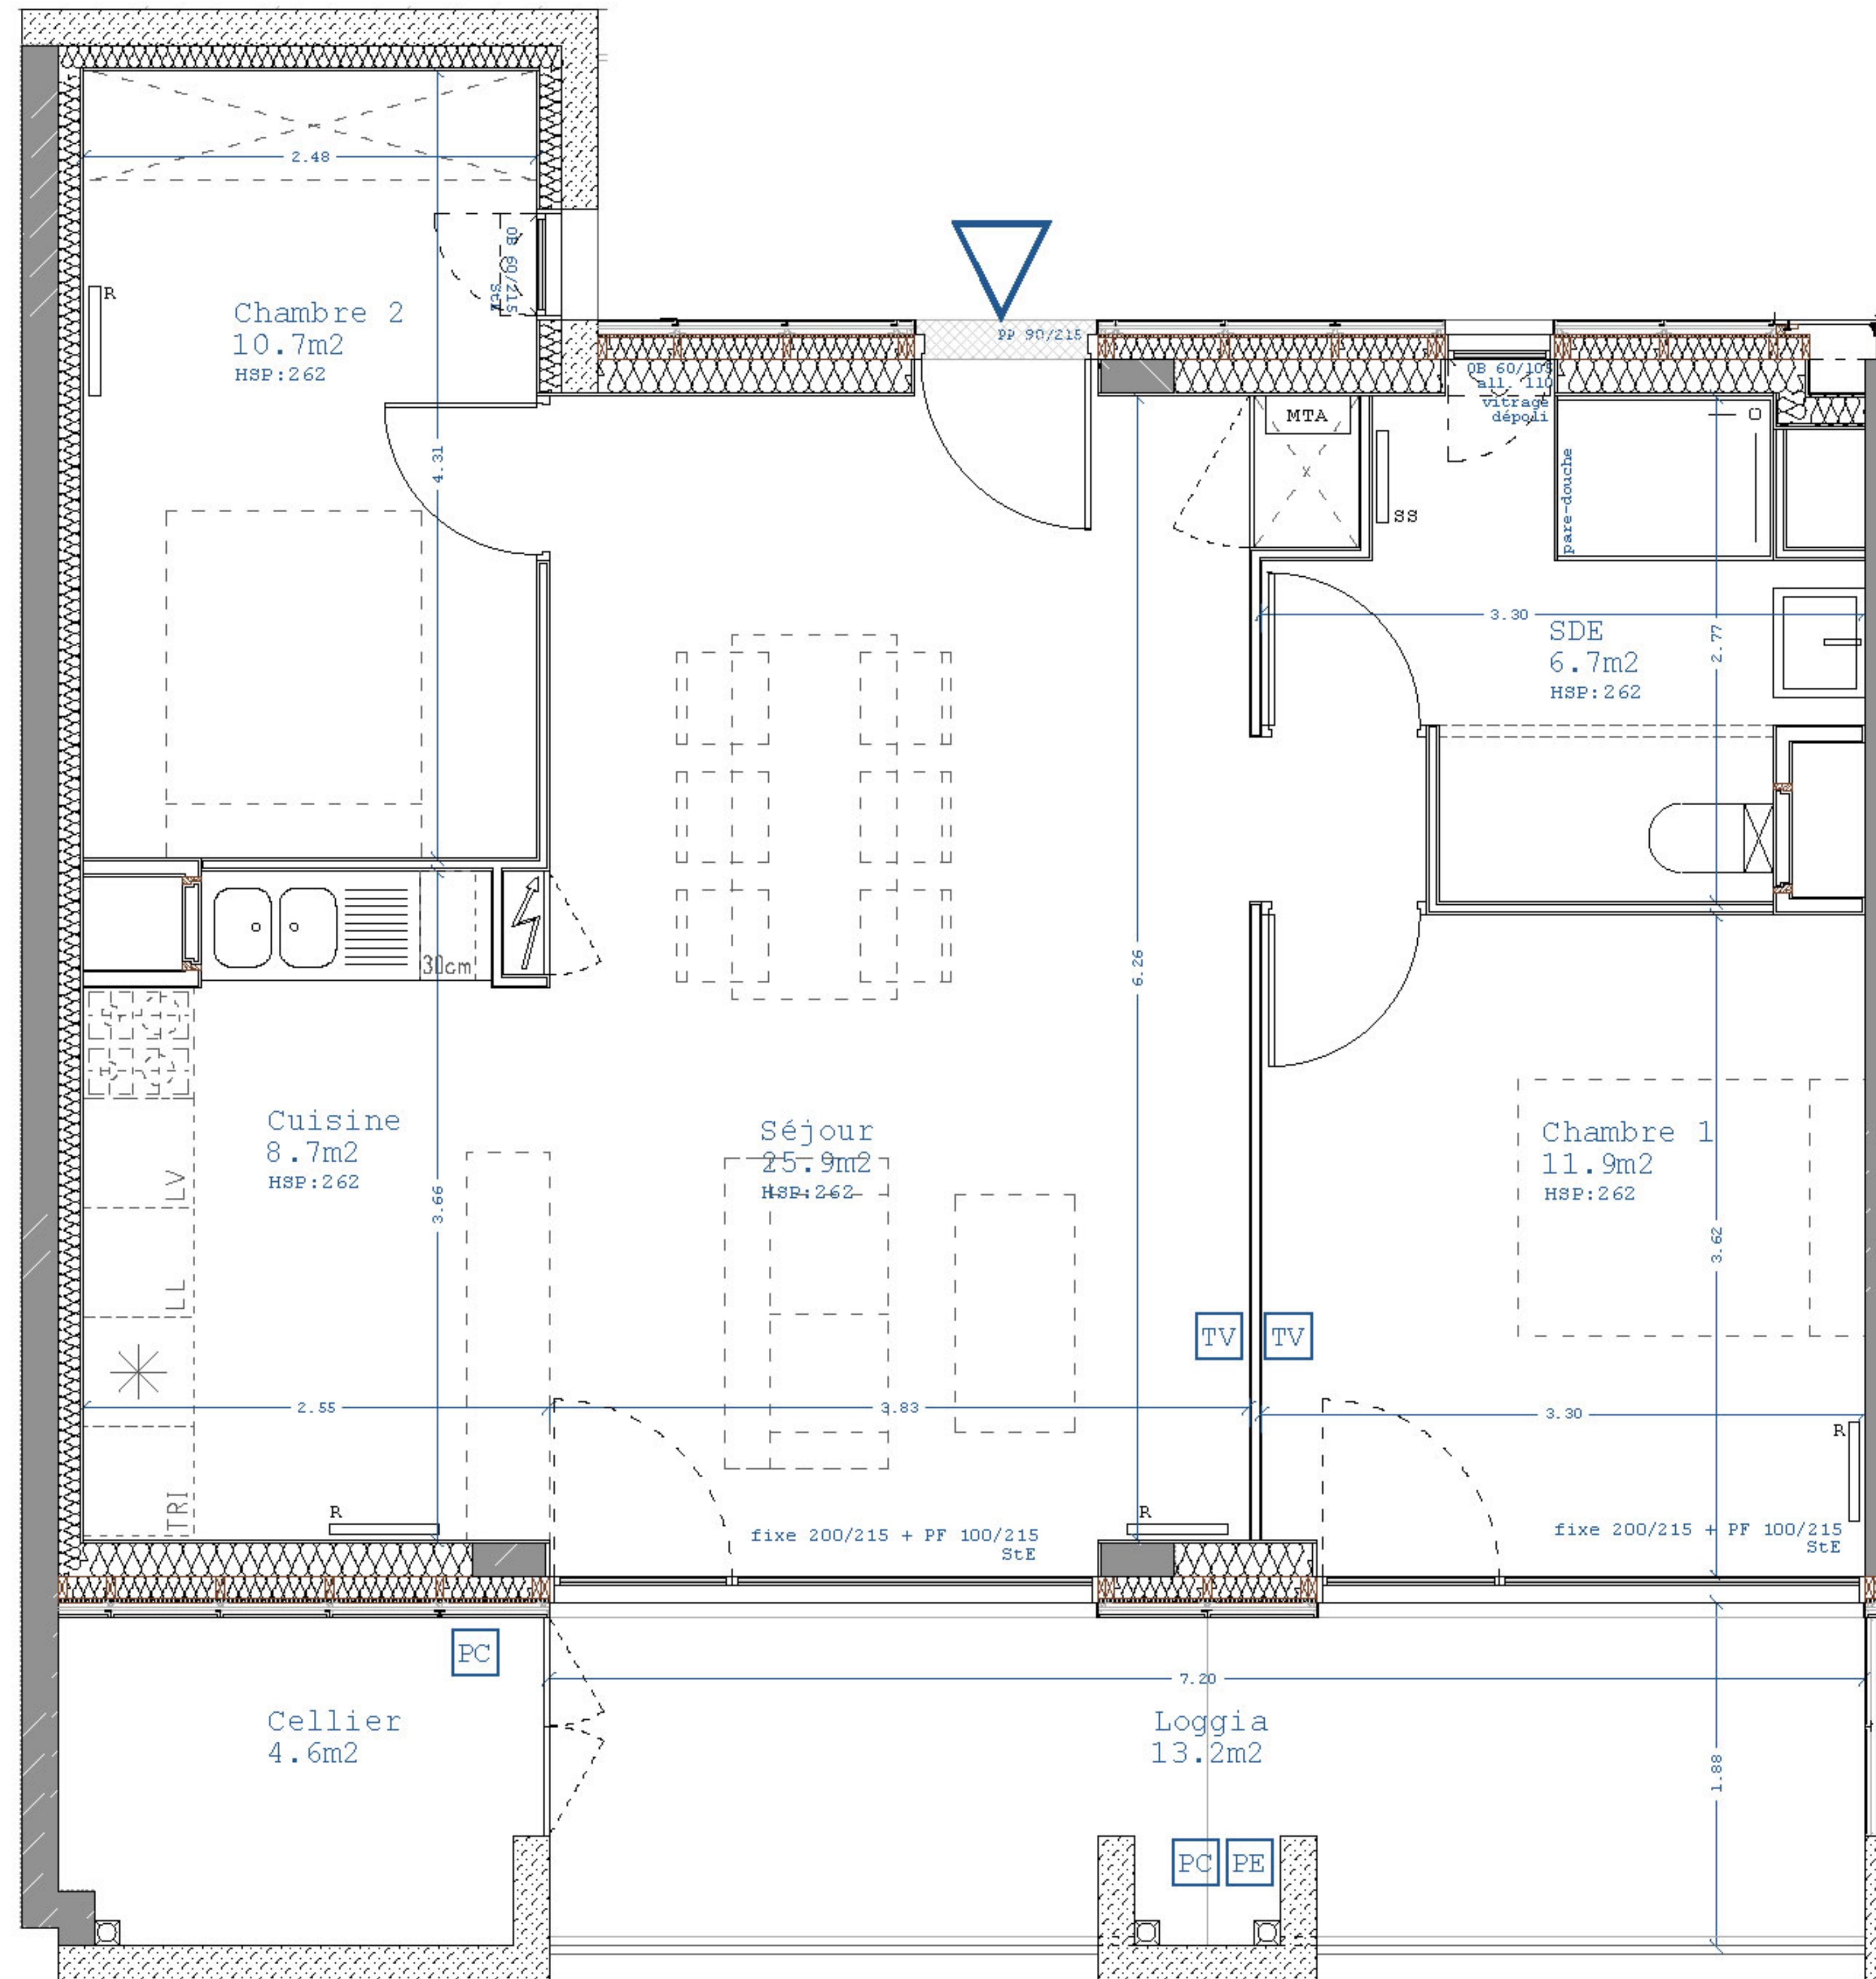 2.48
OB 60/215
StE
R
Chambre 2
10.7m2
HSP:262
4.31
PP 90/215
OB 60/105
all. 110
vitrage
dépoli
MTA
SS
pare-douche
3.30
SDE
6.7m2
HSP:262
2.77
30cm
6.26
Cuisine
8.7m2
HSP:262
LV
LL
TRI
3.66
Séjour
25.9m2
HSP:262
Chambre 1
11.9m2
HSP:262
3.62
TV
TV
2.55
3.83
3.30
R
R
R
fixe 200/215 + PF 100/215
StE
fixe 200/215 + PF 100/215
StE
PC
7.20
Cellier
4.6m2
Loggia
13.2m2
1.88
PC
PE